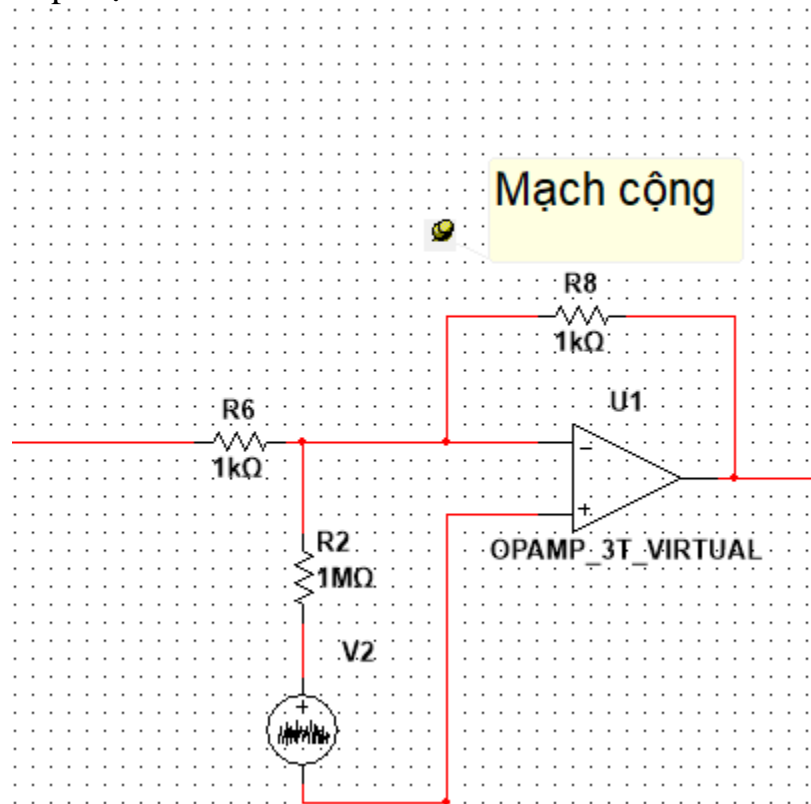 Mạch cộng
R8
1kΩ
U1
R6
1kΩ
−
+
R2
1MΩ
OPAMP_3T_VIRTUAL
V2
+